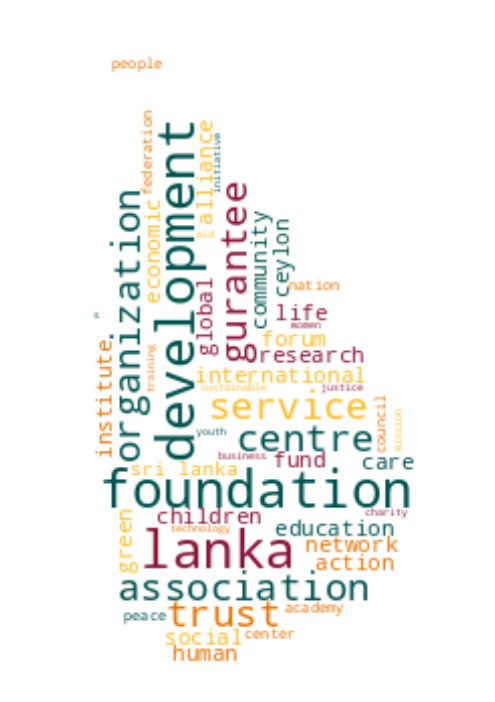 people
federation
development
alliance
initiative
organization
economic
aid
global
gurantee
community
ceylon
nation
life
women
institute
training
forum
research
international
sustainable
justice
service
council
mission
youth
centre
business
fund
care
sri lanka
foundation
children
charity
technology
education
green
lanka
network
action
association
peace
trust
academy
social
center
human